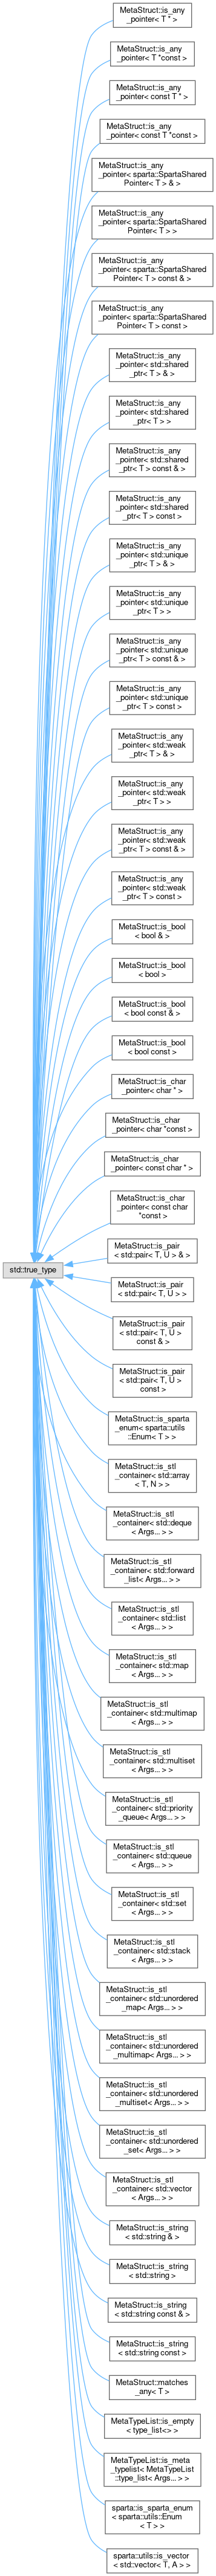 MetaStruct::is_any
_pointer< T * >
MetaStruct::is_any
_pointer< T *const >
MetaStruct::is_any
_pointer< const T * >
MetaStruct::is_any
_pointer< const T *const >
MetaStruct::is_any
_pointer< sparta::SpartaShared
Pointer< T > & >
MetaStruct::is_any
_pointer< sparta::SpartaShared
Pointer< T > >
MetaStruct::is_any
_pointer< sparta::SpartaShared
Pointer< T > const & >
MetaStruct::is_any
_pointer< sparta::SpartaShared
Pointer< T > const >
MetaStruct::is_any
_pointer< std::shared
_ptr< T > & >
MetaStruct::is_any
_pointer< std::shared
_ptr< T > >
MetaStruct::is_any
_pointer< std::shared
_ptr< T > const & >
MetaStruct::is_any
_pointer< std::shared
_ptr< T > const >
MetaStruct::is_any
_pointer< std::unique
_ptr< T > & >
MetaStruct::is_any
_pointer< std::unique
_ptr< T > >
MetaStruct::is_any
_pointer< std::unique
_ptr< T > const & >
MetaStruct::is_any
_pointer< std::unique
_ptr< T > const >
MetaStruct::is_any
_pointer< std::weak
_ptr< T > & >
MetaStruct::is_any
_pointer< std::weak
_ptr< T > >
MetaStruct::is_any
_pointer< std::weak
_ptr< T > const & >
MetaStruct::is_any
_pointer< std::weak
_ptr< T > const >
MetaStruct::is_bool
< bool & >
MetaStruct::is_bool
< bool >
MetaStruct::is_bool
< bool const & >
MetaStruct::is_bool
< bool const >
MetaStruct::is_char
_pointer< char * >
MetaStruct::is_char
_pointer< char *const >
MetaStruct::is_char
_pointer< const char * >
MetaStruct::is_char
_pointer< const char
*const >
MetaStruct::is_pair
< std::pair< T, U > & >
std::true_type
MetaStruct::is_pair
< std::pair< T, U > >
MetaStruct::is_pair
< std::pair< T, U >
const & >
MetaStruct::is_pair
< std::pair< T, U >
const >
MetaStruct::is_sparta
_enum< sparta::utils
::Enum< T > >
MetaStruct::is_stl
_container< std::array
< T, N > >
MetaStruct::is_stl
_container< std::deque
< Args... > >
MetaStruct::is_stl
_container< std::forward
_list< Args... > >
MetaStruct::is_stl
_container< std::list
< Args... > >
MetaStruct::is_stl
_container< std::map
< Args... > >
MetaStruct::is_stl
_container< std::multimap
< Args... > >
MetaStruct::is_stl
_container< std::multiset
< Args... > >
MetaStruct::is_stl
_container< std::priority
_queue< Args... > >
MetaStruct::is_stl
_container< std::queue
< Args... > >
MetaStruct::is_stl
_container< std::set
< Args... > >
MetaStruct::is_stl
_container< std::stack
< Args... > >
MetaStruct::is_stl
_container< std::unordered
_map< Args... > >
MetaStruct::is_stl
_container< std::unordered
_multimap< Args... > >
MetaStruct::is_stl
_container< std::unordered
_multiset< Args... > >
MetaStruct::is_stl
_container< std::unordered
_set< Args... > >
MetaStruct::is_stl
_container< std::vector
< Args... > >
MetaStruct::is_string
< std::string & >
MetaStruct::is_string
< std::string >
MetaStruct::is_string
< std::string const & >
MetaStruct::is_string
< std::string const >
MetaStruct::matches
_any< T >
MetaTypeList::is_empty
< type_list<> >
MetaTypeList::is_meta
_typelist< MetaTypeList
::type_list< Args... > >
sparta::is_sparta_enum
< sparta::utils::Enum
< T > >
sparta::utils::is_vector
< std::vector< T, A > >